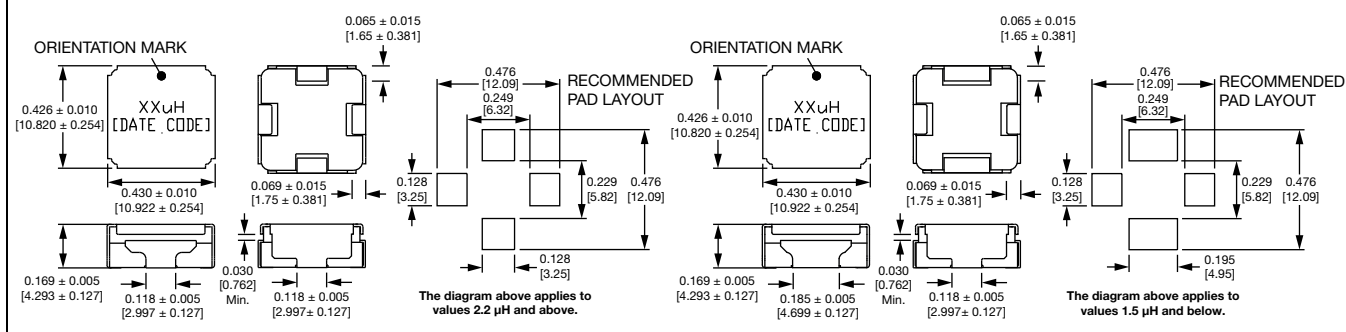 0.065 ± 0.015
[1.65 ± 0.381]
ORIENTATION MARK
0.476
[12.09]
RECOMMENDED
PAD LAYOUT
0.249
[6.32]
XXuH
[DATE CODE]
0.426 ± 0.010
[10.820 ± 0.254]
0.430 ± 0.010
[10.922 ± 0.254]
0.069 ± 0.015
[1.75 ± 0.381]
0.128
[3.25]
0.229
[5.82]
0.476
[12.09]
0.169 ± 0.005
[4.293 ± 0.127]
0.118 ± 0.005
[2.997 ± 0.127]
0.030
[0.762]
Min.
0.118 ± 0.005
[2.997± 0.127]
0.128
[3.25]
The diagram above applies to
values 2.2 µH and above.
0.065 ± 0.015
[1.65 ± 0.381]
ORIENTATION MARK
0.476
[12.09]
RECOMMENDED
PAD LAYOUT
0.249
[6.32]
XXuH
[DATE CODE]
0.426 ± 0.010
[10.820 ± 0.254]
0.430 ± 0.010
[10.922 ± 0.254]
0.069 ± 0.015
[1.75 ± 0.381]
0.128
[3.25]
0.229
[5.82]
0.476
[12.09]
0.169 ± 0.005
[4.293 ± 0.127]
0.185 ± 0.005
[4.699 ± 0.127]
0.030
[0.762]
Min.
0.118 ± 0.005
[2.997± 0.127]
0.195
[4.95]
The diagram above applies to
values 1.5 µH and below.